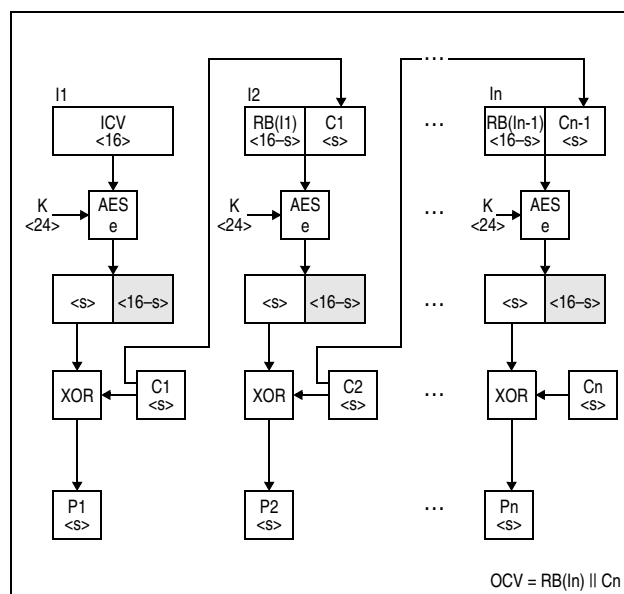 ...
I1 I2 In
ICV RB(I1) C1 ... RB(In-1) Cn-1
<16> <16–s> <s> <16–s> <s>
K AES K AES ... K AES
<24> e <24> e <24> e
<s> <16–s> <s> <16–s> ... <s> <16–s>
XOR C1 XOR C2 ... XOR Cn
<s> <s> <s>
P1 P2 ... Pn
<s> <s> <s>
OCV = RB(In) || Cn